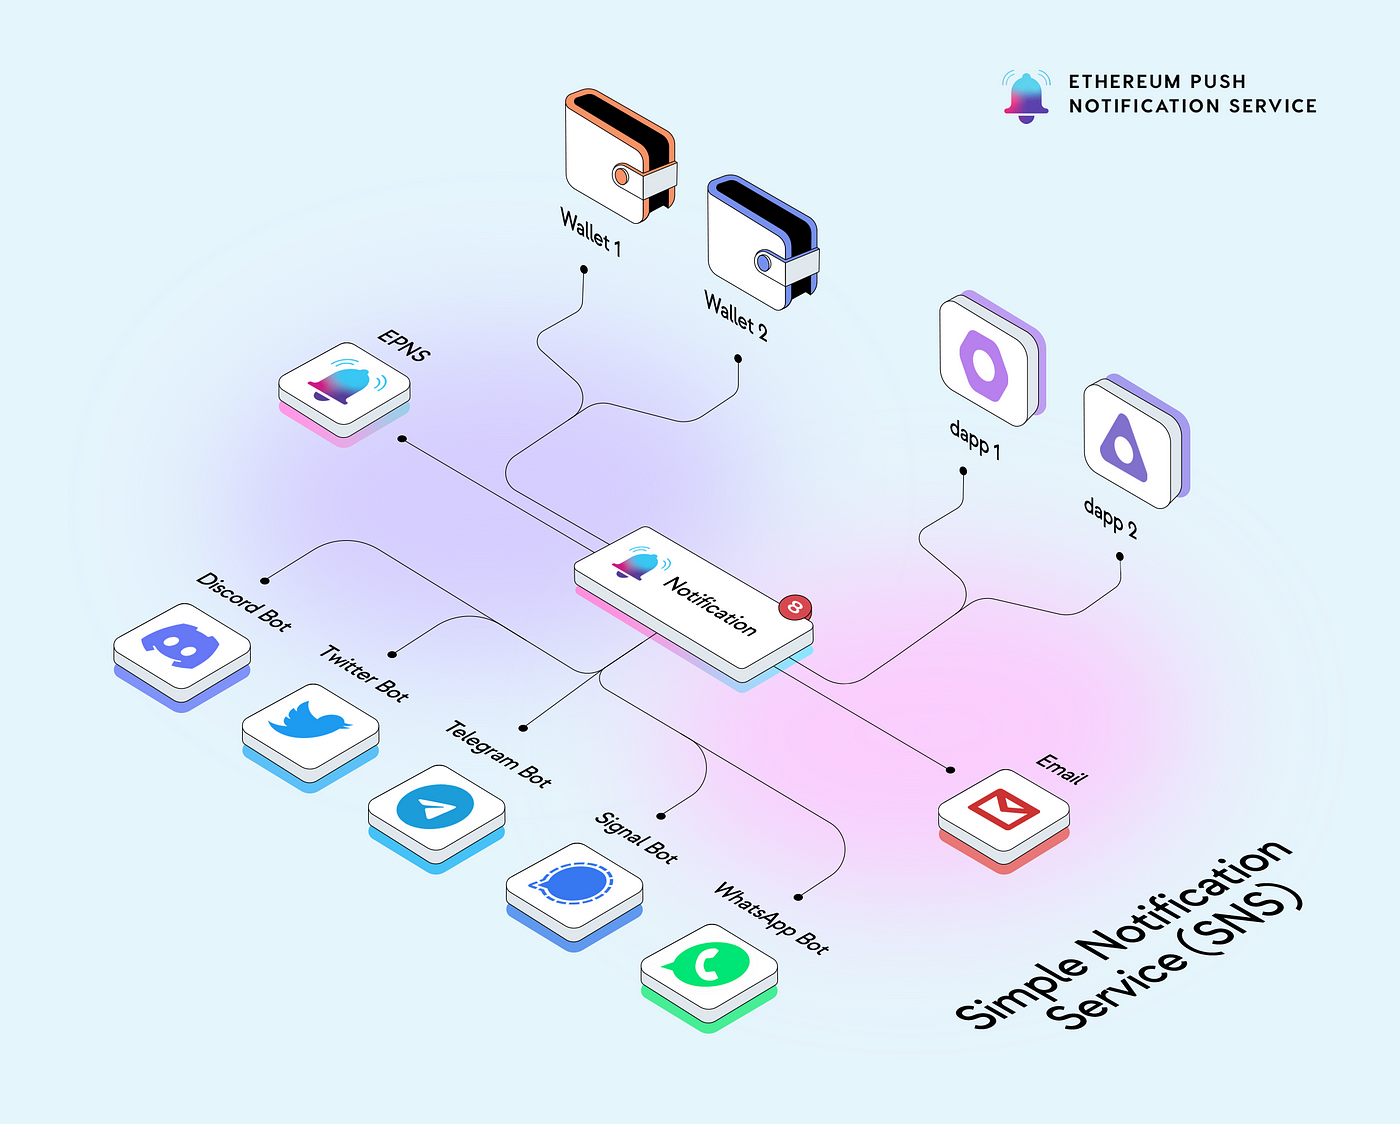 ETHEREUM PUSH
NOTIFICATION SERVICE
Wallet 1
Wallet 2
EPNS
dapp 1
dapp 2
Notification
8
Discord Bot
Twitter Bot
Telegram Bot
Signal Bot
WhatsApp Bot
Email
Simple Notification
Service (SNS)